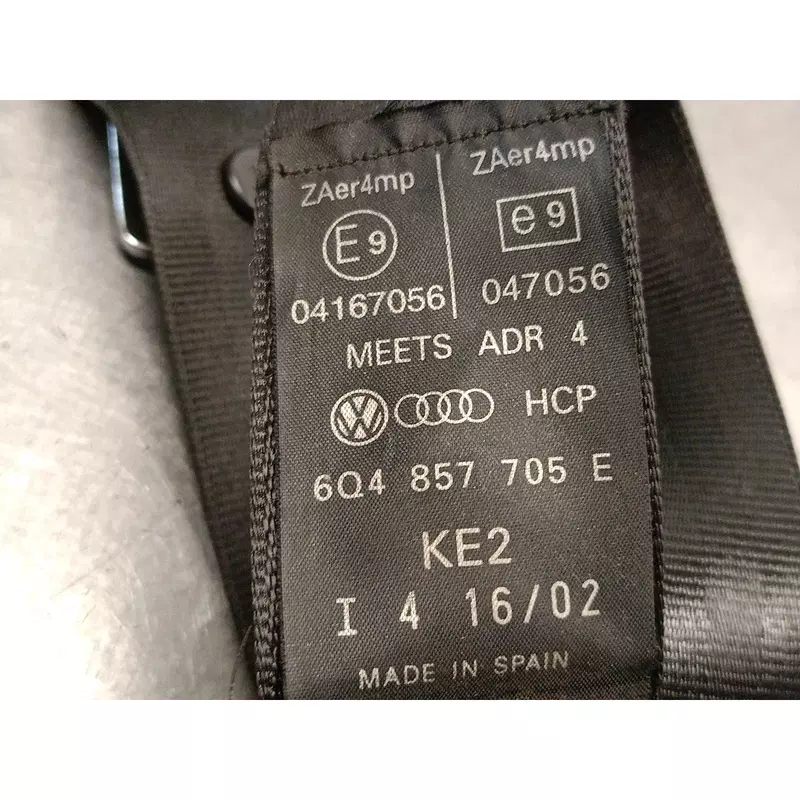 ZAer4mp ZAer4mp
E9 e9
04167056 047056
MEETS ADR 4
VW HCP
6Q4 857 705 E
KE2
I 4 16/02
MADE IN SPAIN